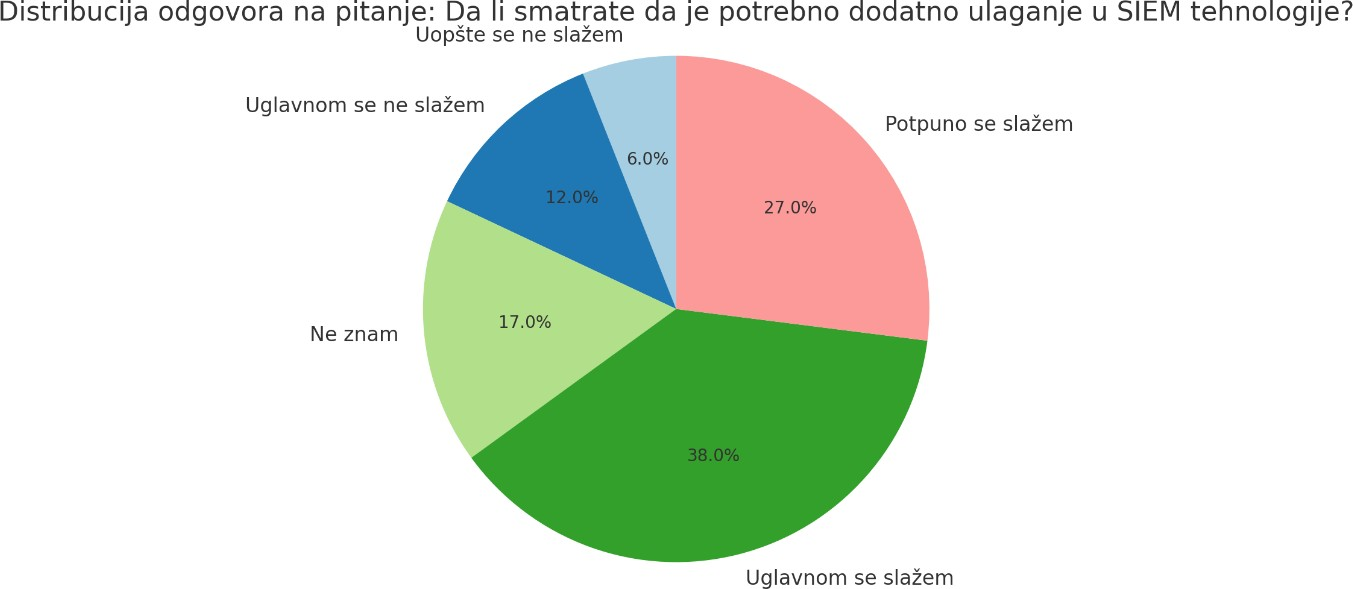 Distribucija odgovora na pitanje: Da li smatrate da je potrebno dodatno ulaganje u SIEM tehnologije?
Uopšte se ne slažem
Uglavnom se ne slažem
Potpuno se slažem
6.0%
12.0%
27.0%
17.0%
Ne znam
38.0%
Uglavnom se slažem